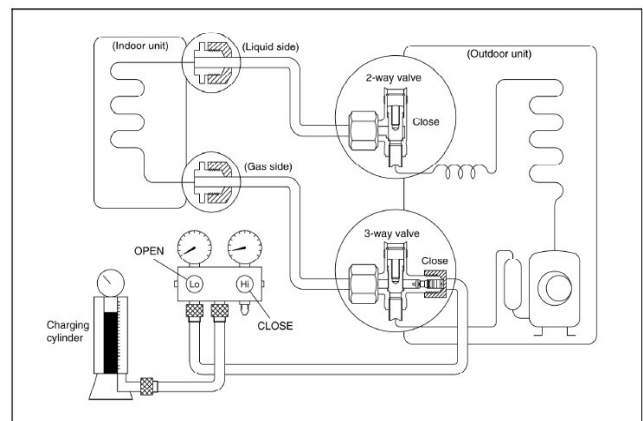 (Indoor unit)
(Liquid side)
(Outdoor unit)
2-way valve
Close
(Gas side)
3-way valve
Close
OPEN
Lo
Hi
CLOSE
Charging
cylinder